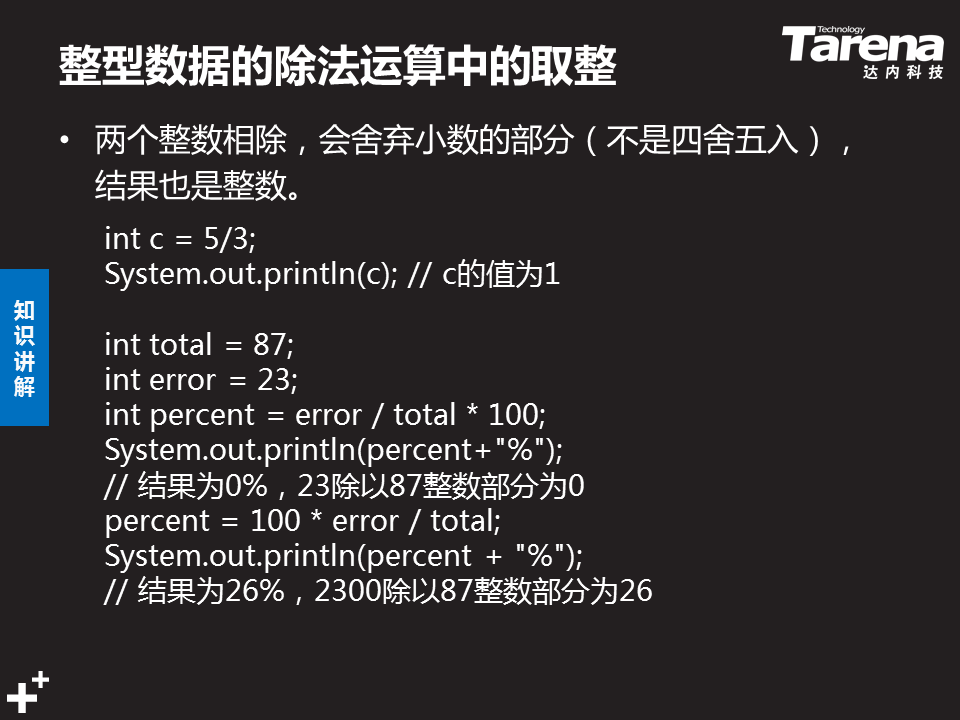 整型数据的除法运算中的取整
Technology
Tarena
达内科技
• 两个整数相除，会舍弃小数的部分（不是四舍五入），
结果也是整数。
int c = 5/3;
System.out.println(c); // c的值为1
int total = 87;
int error = 23;
int percent = error / total * 100;
System.out.println(percent+"%");
// 结果为0%，23除以87整数部分为0
percent = 100 * error / total;
System.out.println(percent + "%");
// 结果为26%，2300除以87整数部分为26
知
识
讲
解